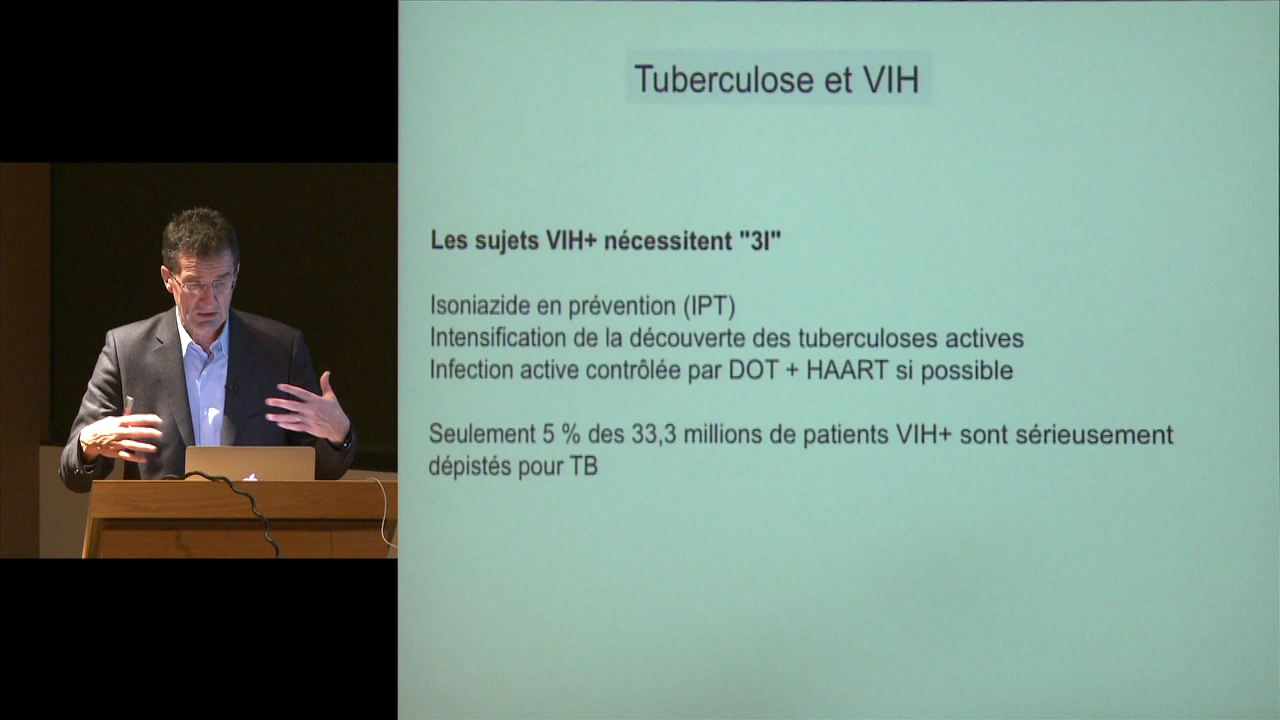 Tuberculose et VIH
Les sujets VIH+ nécessitent "3I"
Isoniazide en prévention (IPT)
Intensification de la découverte des tuberculoses actives
Infection active contrôlée par DOT + HAART si possible
Seulement 5 % des 33,3 millions de patients VIH+ sont sérieusement
dépistés pour TB